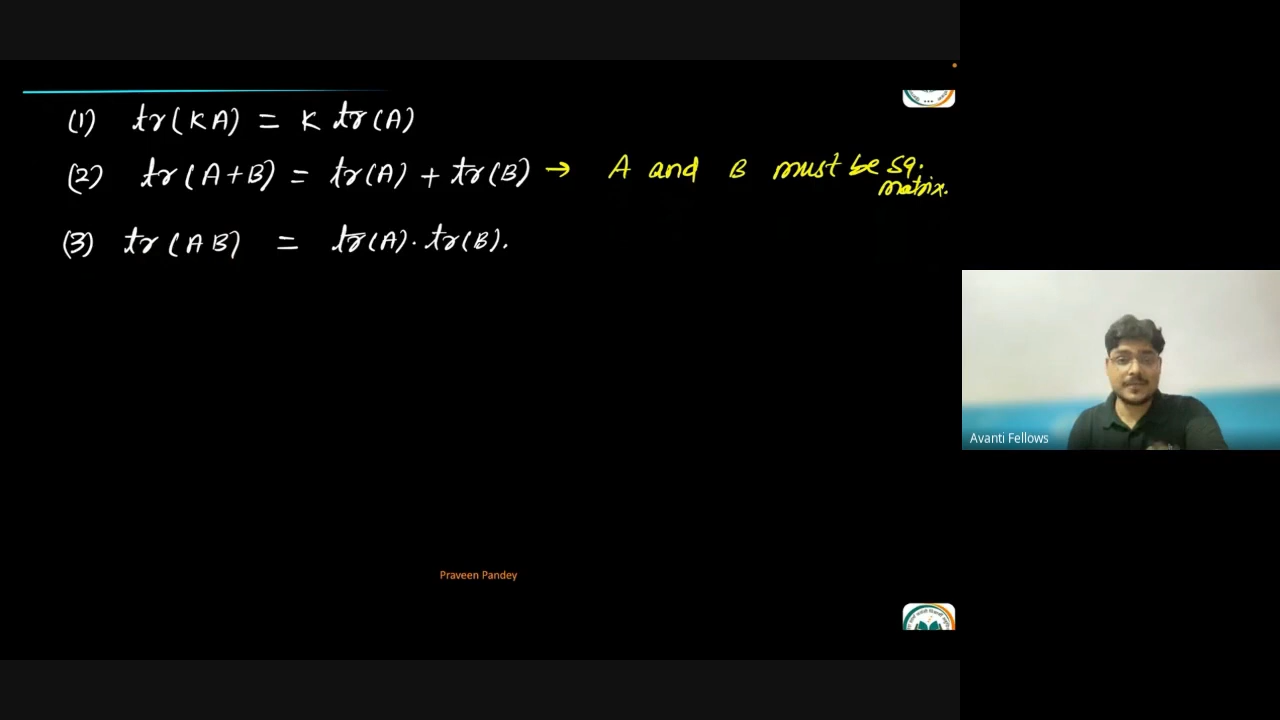 (1) tr(KA) = K tr(A)
(2) tr(A+B) = tr(A) + tr(B) → A and B must be sq. matrix.
(3) tr(AB) = tr(A). tr(B).
Avanti Fellows
Praveen Pandey